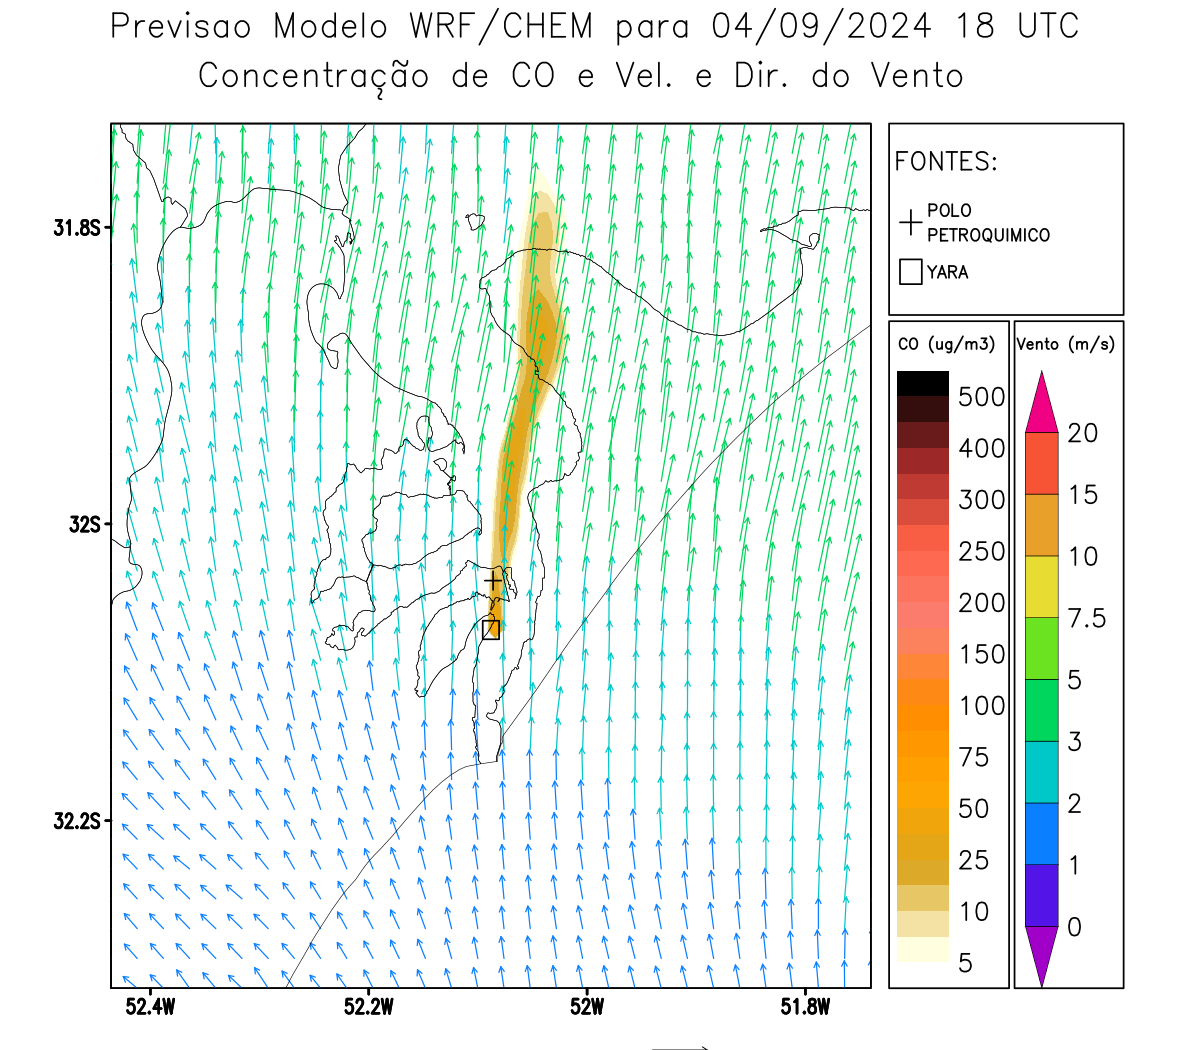 Previsao Modelo WRF/CHEM para 04/09/2024 18 UTC
Concentração de CO e Vel. e Dir. do Vento
FONTES:
POLO
PETROQUIMICO
YARA
CO (ug/m3)
500
400
300
250
200
150
100
75
50
25
10
5
Vento (m/s)
20
15
10
7.5
5
3
2
1
0
31.8S
32S
32.2S
52.4W
52.2W
52W
51.8W